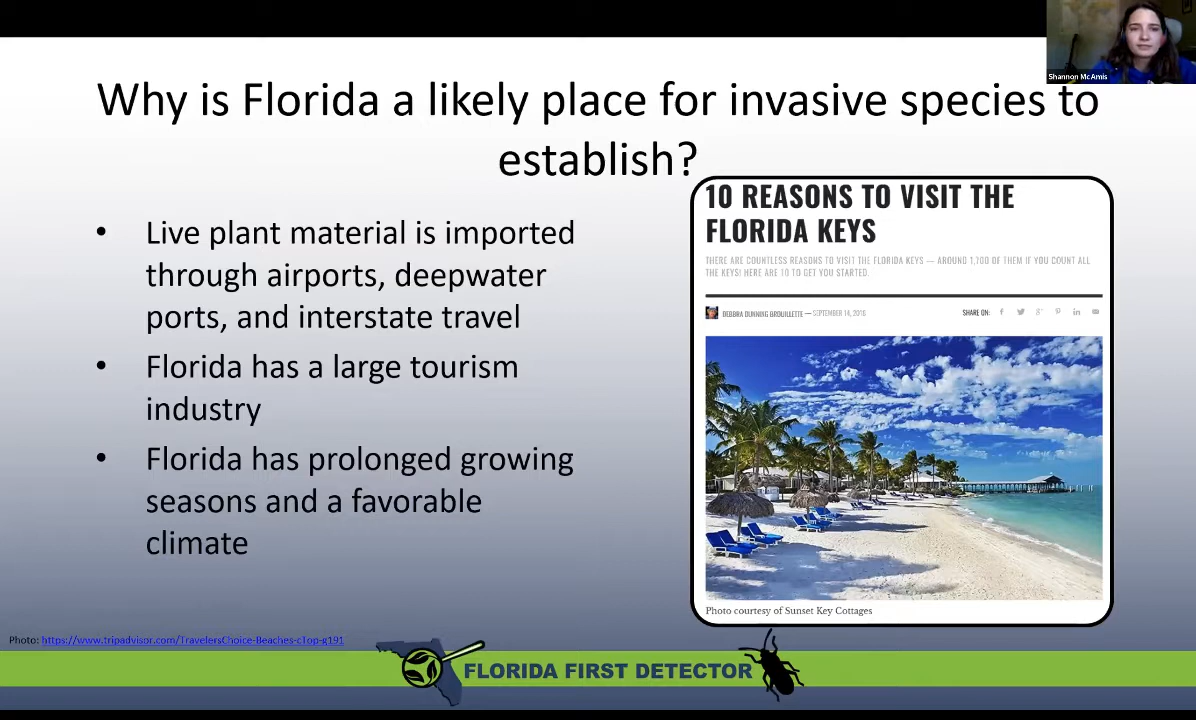 Shannon McAmis
Why is Florida a likely place for invasive species to
establish?
• Live plant material is imported
through airports, deepwater
ports, and interstate travel
• Florida has a large tourism
industry
• Florida has prolonged growing
seasons and a favorable
climate
10 REASONS TO VISIT THE
FLORIDA KEYS
THERE ARE COUNTLESS REASONS TO VISIT THE FLORIDA KEYS — AROUND 1,700 OF THEM IF YOU COUNT ALL
THE KEYS! HERE ARE 10 TO GET YOU STARTED.
DEBBRA DUNNING BROUILLETTE — SEPTEMBER 14, 2016 SHARE ON:
Photo courtesy of Sunset Key Cottages
Photo: https://www.tripadvisor.com/TravelersChoice-Beaches-cTop-g191
FLORIDA FIRST DETECTOR